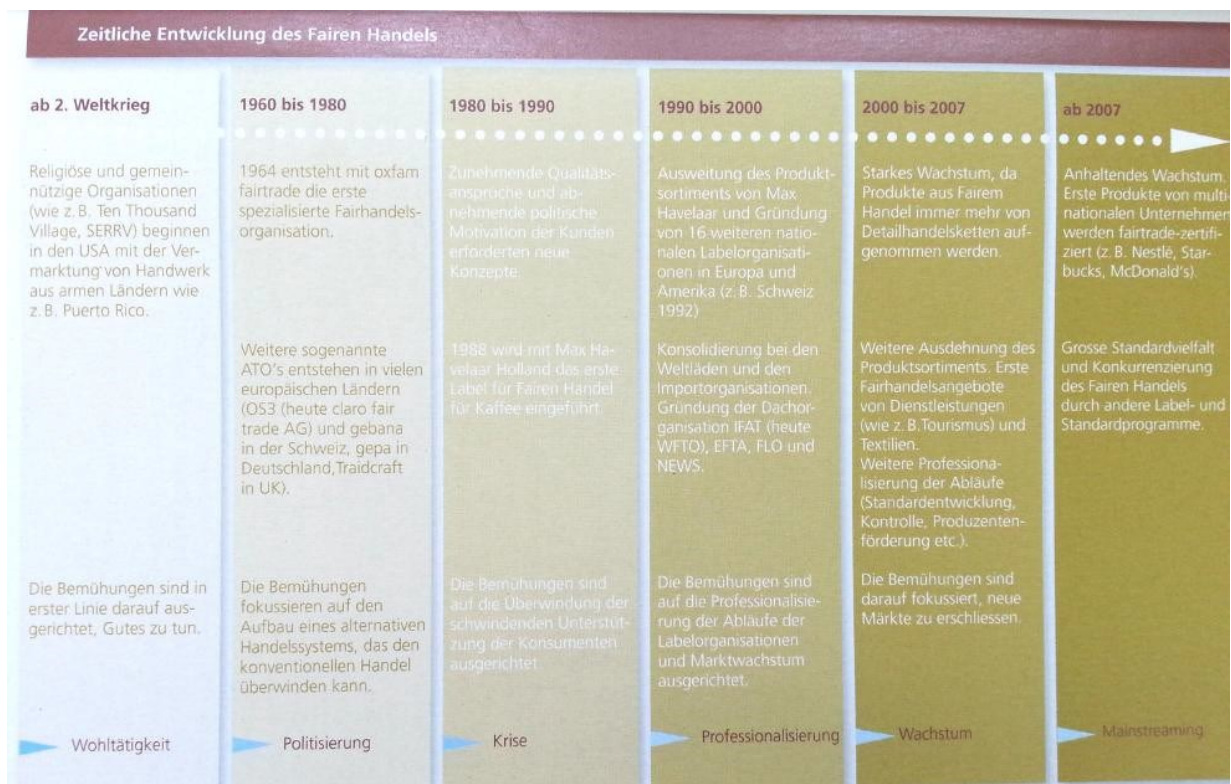 Zeitliche Entwicklung des Fairen Handels
ab 2. Weltkrieg
Religiöse und gemein-
nützige Organisationen
(wie z. B. Ten Thousand
Village, SERRV) beginnen
in den USA mit der Ver-
marktung von Handwerk
aus armen Ländern wie
z. B. Puerto Rico.
Die Bemühungen sind in
erster Linie darauf aus-
gerichtet, Gutes zu tun.
Wohltätigkeit
1960 bis 1980
1964 entsteht mit oxfam
fairtrade die erste
spezialisierte Fairhandels-
organisation.
Weitere sogenannte
ATO's entstehen in vielen
europäischen Ländern
(OS3 (heute claro fair
trade AG) und gebana
in der Schweiz, gepa in
Deutschland, Traidcraft
in UK).
Die Bemühungen
fokussieren auf den
Aufbau eines alternativen
Handelssystems, das den
konventionellen Handel
überwinden kann.
Politisierung
1980 bis 1990
Zunehmende Qualitäts-
ansprüche und ab-
nehmende politische
Motivation der Kunden
erforderten neue
Konzepte.
1988 wird mit Max Ha-
velaar Holland das erste
Label für Fairen Handel
für Kaffee eingeführt.
Die Bemühungen sind
auf die Überwindung der
schwindenden Unterstüt-
zung der Konsumenten
ausgerichtet.
Krise
1990 bis 2000
Ausweitung des Produkt-
sortiments von Max
Havelaar und Gründung
von 16 weiteren natio-
nalen Labelorganisati-
onen in Europa und
Amerika (z. B. Schweiz
1992)
Konsolidierung bei den
Weltläden und den
Importorganisationen.
Gründung der Dachor-
ganisation IFAT (heute
WFTO), EFTA, FLO und
NEWS.
Die Bemühungen sind
auf die Professionalisie-
rung der Abläufe der
Labelorganisationen
und Marktwachstum
ausgerichtet.
Professionalisierung
2000 bis 2007
Starkes Wachstum, da
Produkte aus Fairem
Handel immer mehr von
Detailhandelsketten auf-
genommen werden.
Weitere Ausdehnung des
Produktsortiments. Erste
Fairhandelsangebote
von Dienstleistungen
(wie z. B. Tourismus) und
Textilien.
Weitere Professiona-
lisierung der Abläufe
(Standardentwicklung,
Kontrolle, Produzenten-
förderung etc.).
Die Bemühungen sind
darauf fokussiert, neue
Märkte zu erschliessen.
Wachstum
ab 2007
Anhaltendes Wachstum.
Erste Produkte von multi-
nationalen Unternehmen
werden fairtrade-zertifi-
ziert (z. B. Nestlé, Star-
bucks, McDonald's).
Grosse Standardvielfalt
und Konkurrenzierung
des Fairen Handels
durch andere Label- und
Standardprogramme.
Mainstreaming